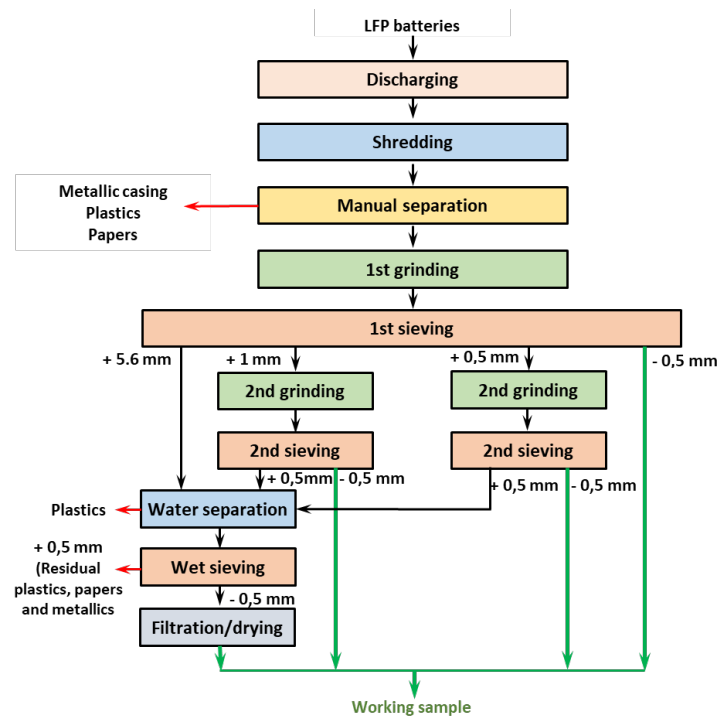 LFP batteries
Discharging
Shredding
Metallic casing
Plastics
Papers
Manual separation
1st grinding
1st sieving
+ 5.6 mm
+ 1 mm
+ 0,5 mm
- 0,5 mm
2nd grinding
2nd grinding
2nd sieving
2nd sieving
+ 0,5mm
- 0,5 mm
+ 0,5 mm
- 0,5 mm
Plastics
Water separation
+ 0,5 mm
(Residual
plastics, papers
and metallics
Wet sieving
- 0,5 mm
Filtration/drying
Working sample